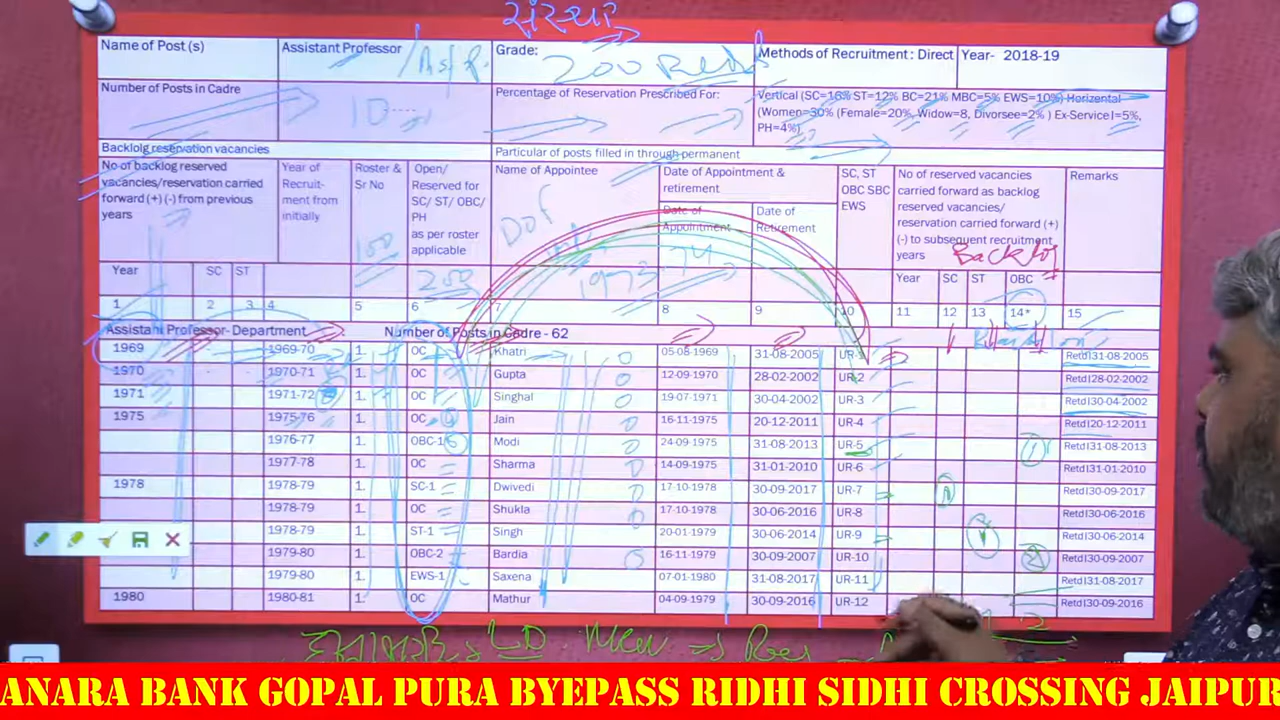 रोस्टर
Name of Post (s) Assistant Professor / Ass P. Grade: 200 Methods of Recruitment : Direct Year- 2018-19
Number of Posts in Cadre 10 Percentage of Reservation Prescribed For: Vertical (SC=16% ST=12% BC=21% MBC=5% EWS=10%) Horizental
(Women=30% (Female=20%, Widow=8, Divorsee=2% ) Ex-ServiceI=5%,
PH=4%)
Backlolg reservation vacancies Particular of posts filled in through permanent
No of backlog reserved vacancies/reservation carried forward (+) (-) from previous years
Year of Recruit-ment from initially
Roster & Sr No
100
Open/ Reserved for SC/ ST/ OBC/ PH as per roster applicable
200
Name of Appointee
DOF
1973-74
Date of Appointment & retirement
Date of Appointment
Date of Retirement
SC, ST OBC SBC EWS
No of reserved vacancies carried forward as backlog reserved vacancies/ reservation carried forward (+) (-) to subsequent recruitment years
Backlog
Remarks
Year SC ST Year SC ST OBC
1 2 3 4 5 6 7 8 9 10 11 12 13 14* 15
Assistant Professor- Department Number of Posts in Cadre - 62
1969 1969-70 1. OC Khatri 05-08-1969 31-08-2005 UR-1 Retd|31-08-2005
1970 1970-71 1. OC Gupta 12-09-1970 28-02-2002 UR-2 Retd|28-02-2002
1971 1971-72 1. OC Singhal 19-07-1971 30-04-2002 UR-3 Retd|30-04-2002
1975 1975-76 1. OC Jain 16-11-1975 20-12-2011 UR-4 Retd|20-12-2011
1976-77 1. OBC-1 Modi 24-09-1975 31-08-2013 UR-5 1 Retd|31-08-2013
1977-78 1. OC Sharma 14-09-1975 31-01-2010 UR-6 Retd|31-01-2010
1978 1978-79 1. SC-1 Dwivedi 17-10-1978 30-09-2017 UR-7 Retd|30-09-2017
1978-79 1. OC Shukla 17-10-1978 30-06-2016 UR-8 Retd|30-06-2016
1978-79 1. ST-1 Singh 20-01-1979 30-06-2014 UR-9 Retd|30-06-2014
1979-80 1. OBC-2 Bardia 16-11-1979 30-09-2007 UR-10 2 Retd|30-09-2007
1979-80 1. EWS-1 Saxena 07-01-1980 31-08-2017 UR-11 Retd|31-08-2017
1980 1980-81 1. OC Mathur 04-09-1979 30-09-2016 UR-12 Retd|30-09-2016
ANARA BANK GOPAL PURA BYEPASS RIDHI SIDHI CROSSING JAIPUR